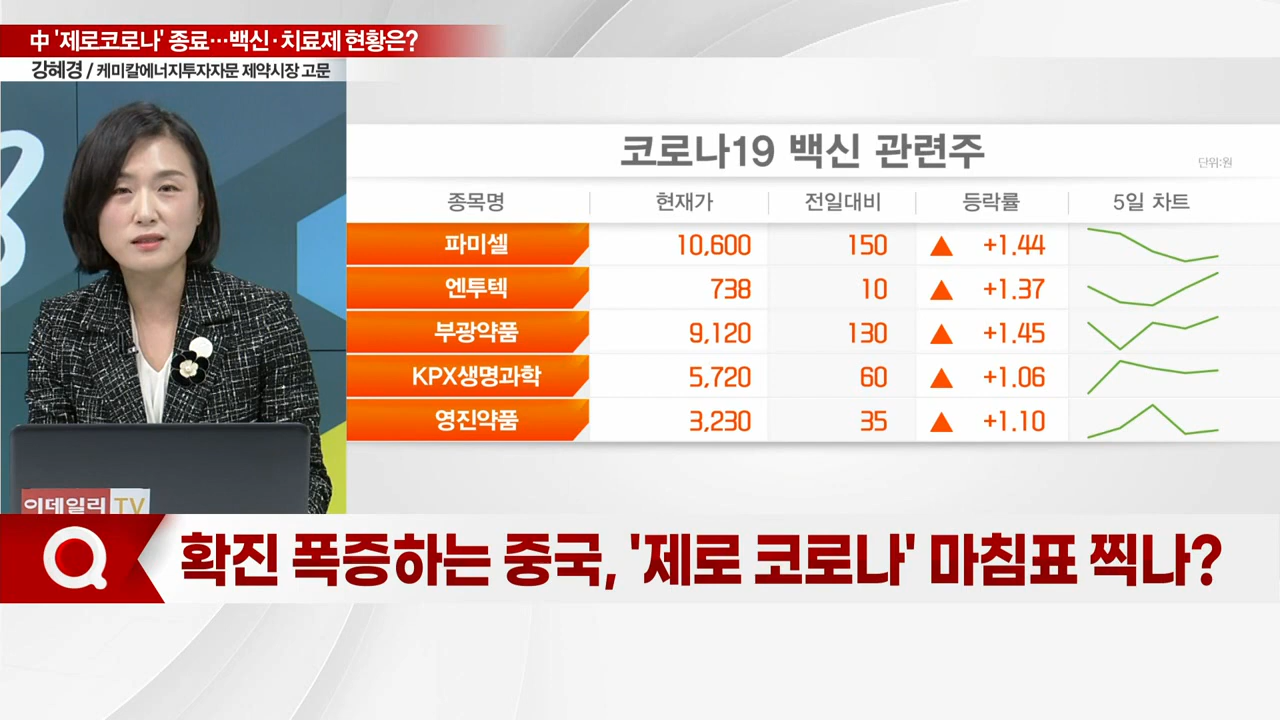 中 '제로코로나' 종료…백신·치료제 현황은?
강혜경 / 케미칼에너지투자자문 제약시장 고문
코로나19 백신 관련주
단위:원
종목명 현재가 전일대비 등락률 5일 차트
파미셀 10,600 150 ▲ +1.44
엔투텍 738 10 ▲ +1.37
부광약품 9,120 130 ▲ +1.45
KPX생명과학 5,720 60 ▲ +1.06
영진약품 3,230 35 ▲ +1.10
이데일리 TV
Q 확진 폭증하는 중국, '제로 코로나' 마침표 찍나?